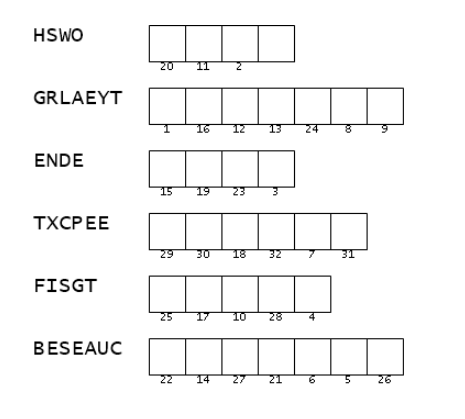 HSWO
20 11 2
GRLAEYT
1 16 12 13 24 8 9
ENDE
15 19 23 3
TXCPEE
29 30 18 32 7 31
FISGT
25 17 10 28 4
BESEAUC
22 14 27 21 6 5 26